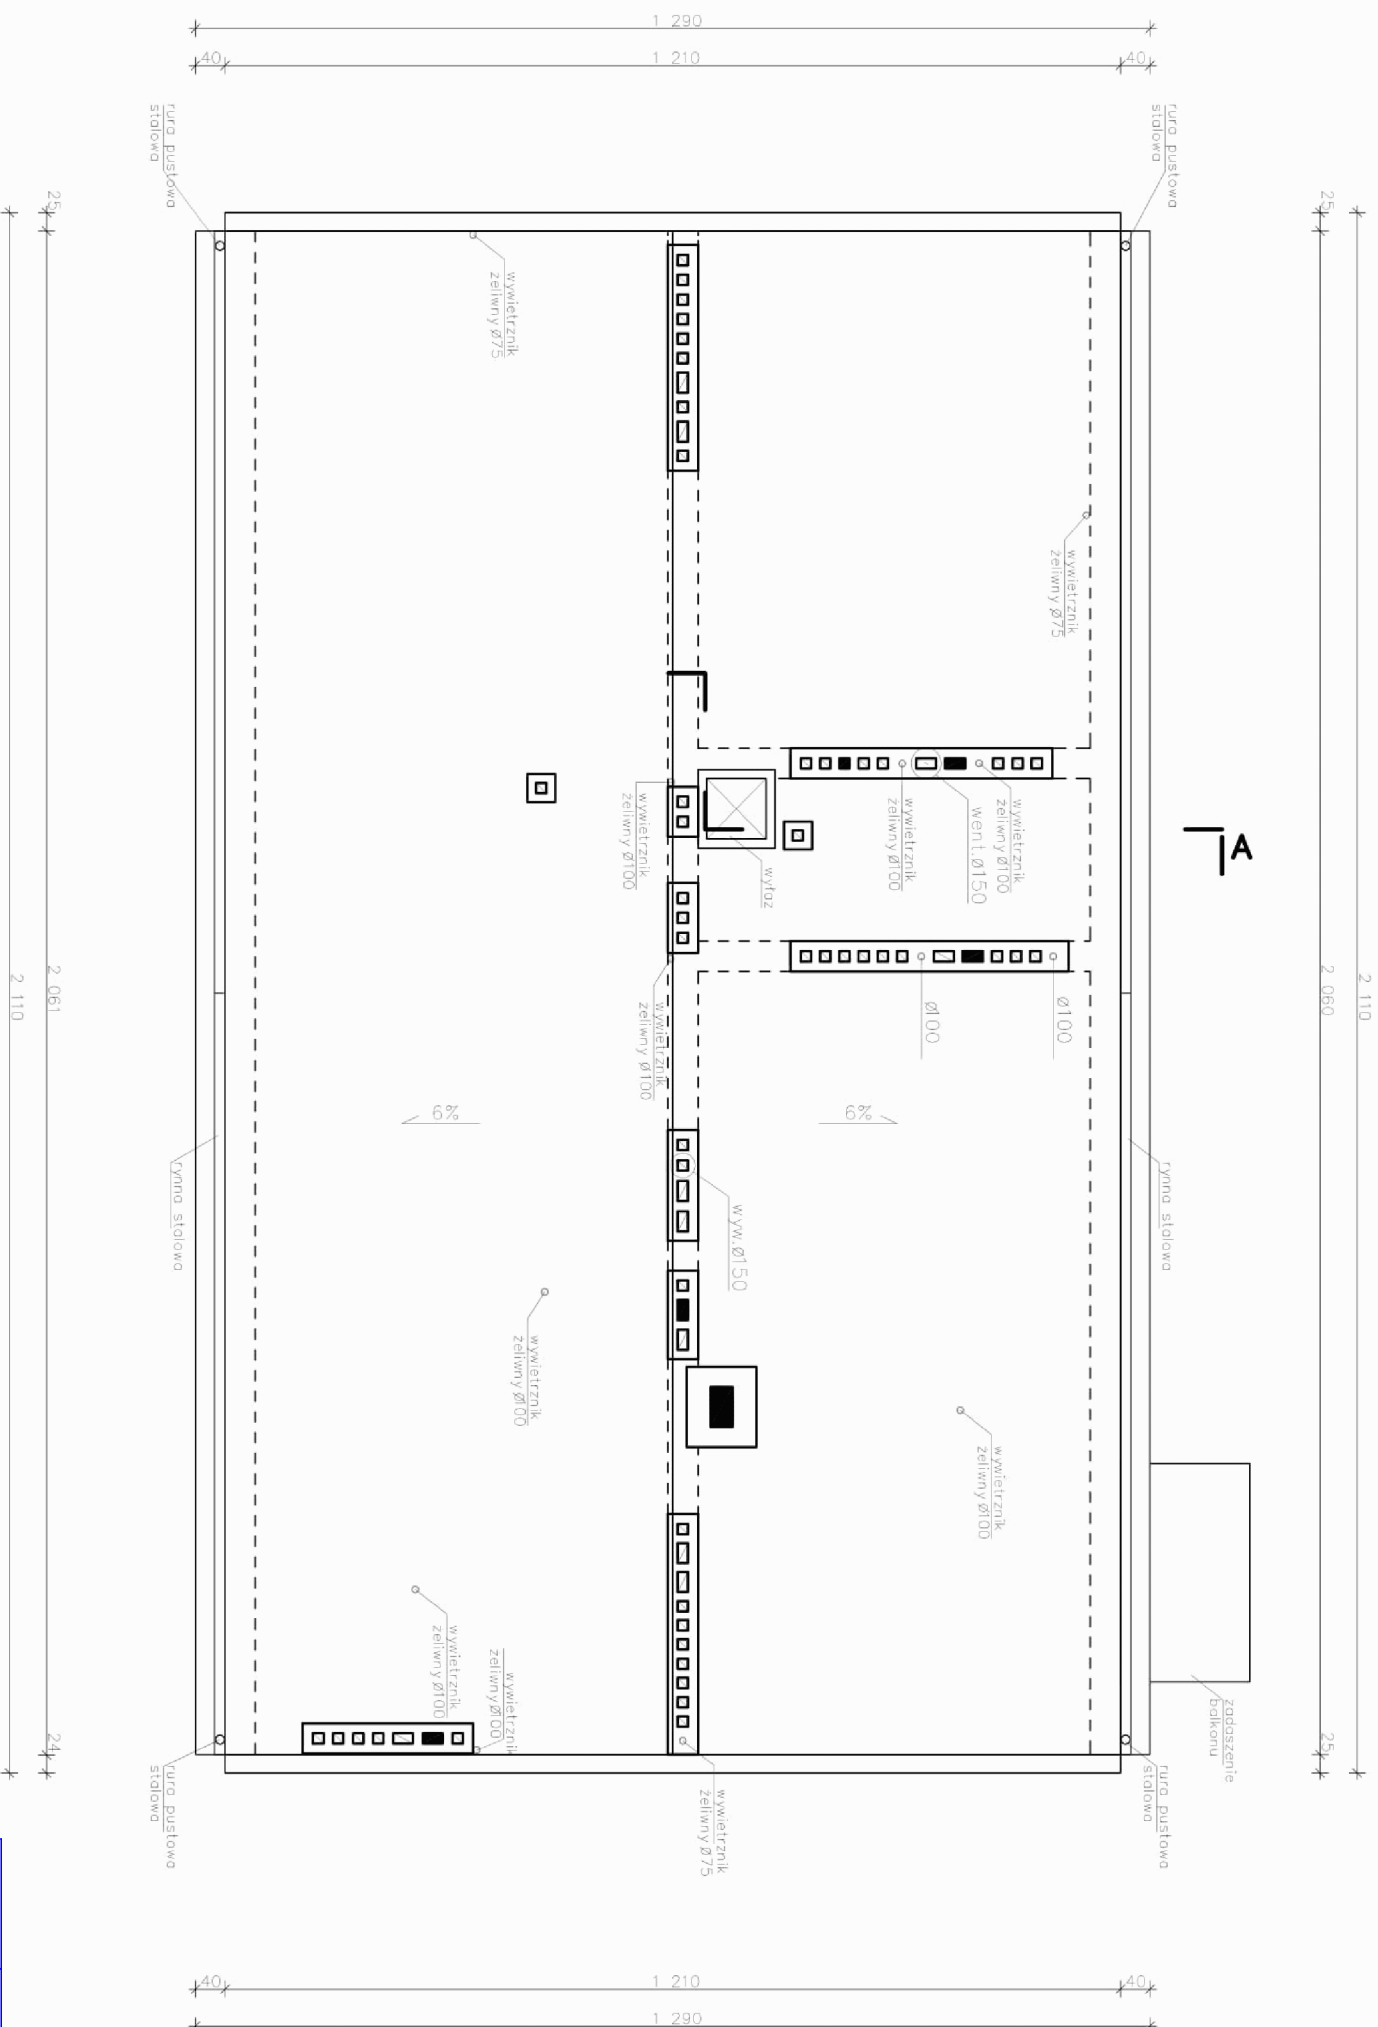 1 290
40
1 210
40
rura pustowa
stalowa
rura pustowa
stalowa
25
25
wywietrznik
żeliwny Ø75
wywietrznik
żeliwny Ø75
wywietrznik
żeliwny Ø100
wywietrznik
żeliwny Ø100
went.Ø150
wywietrznik
żeliwny Ø100
wyłaz
A
2 110
2 061
2 060
2 110
wywietrznik
żeliwny Ø100
Ø100
Ø100
6%
6%
rynna stalowa
rynna stalowa
wyw.Ø150
wywietrznik
żeliwny Ø100
wywietrznik
żeliwny Ø100
wywietrznik
żeliwny Ø100
wywietrznik
żeliwny Ø100
zadaszenie
balkonu
24
25
rura pustowa
stalowa
wywietrznik
żeliwny Ø75
rura pustowa
stalowa
40
1 210
40
1 290